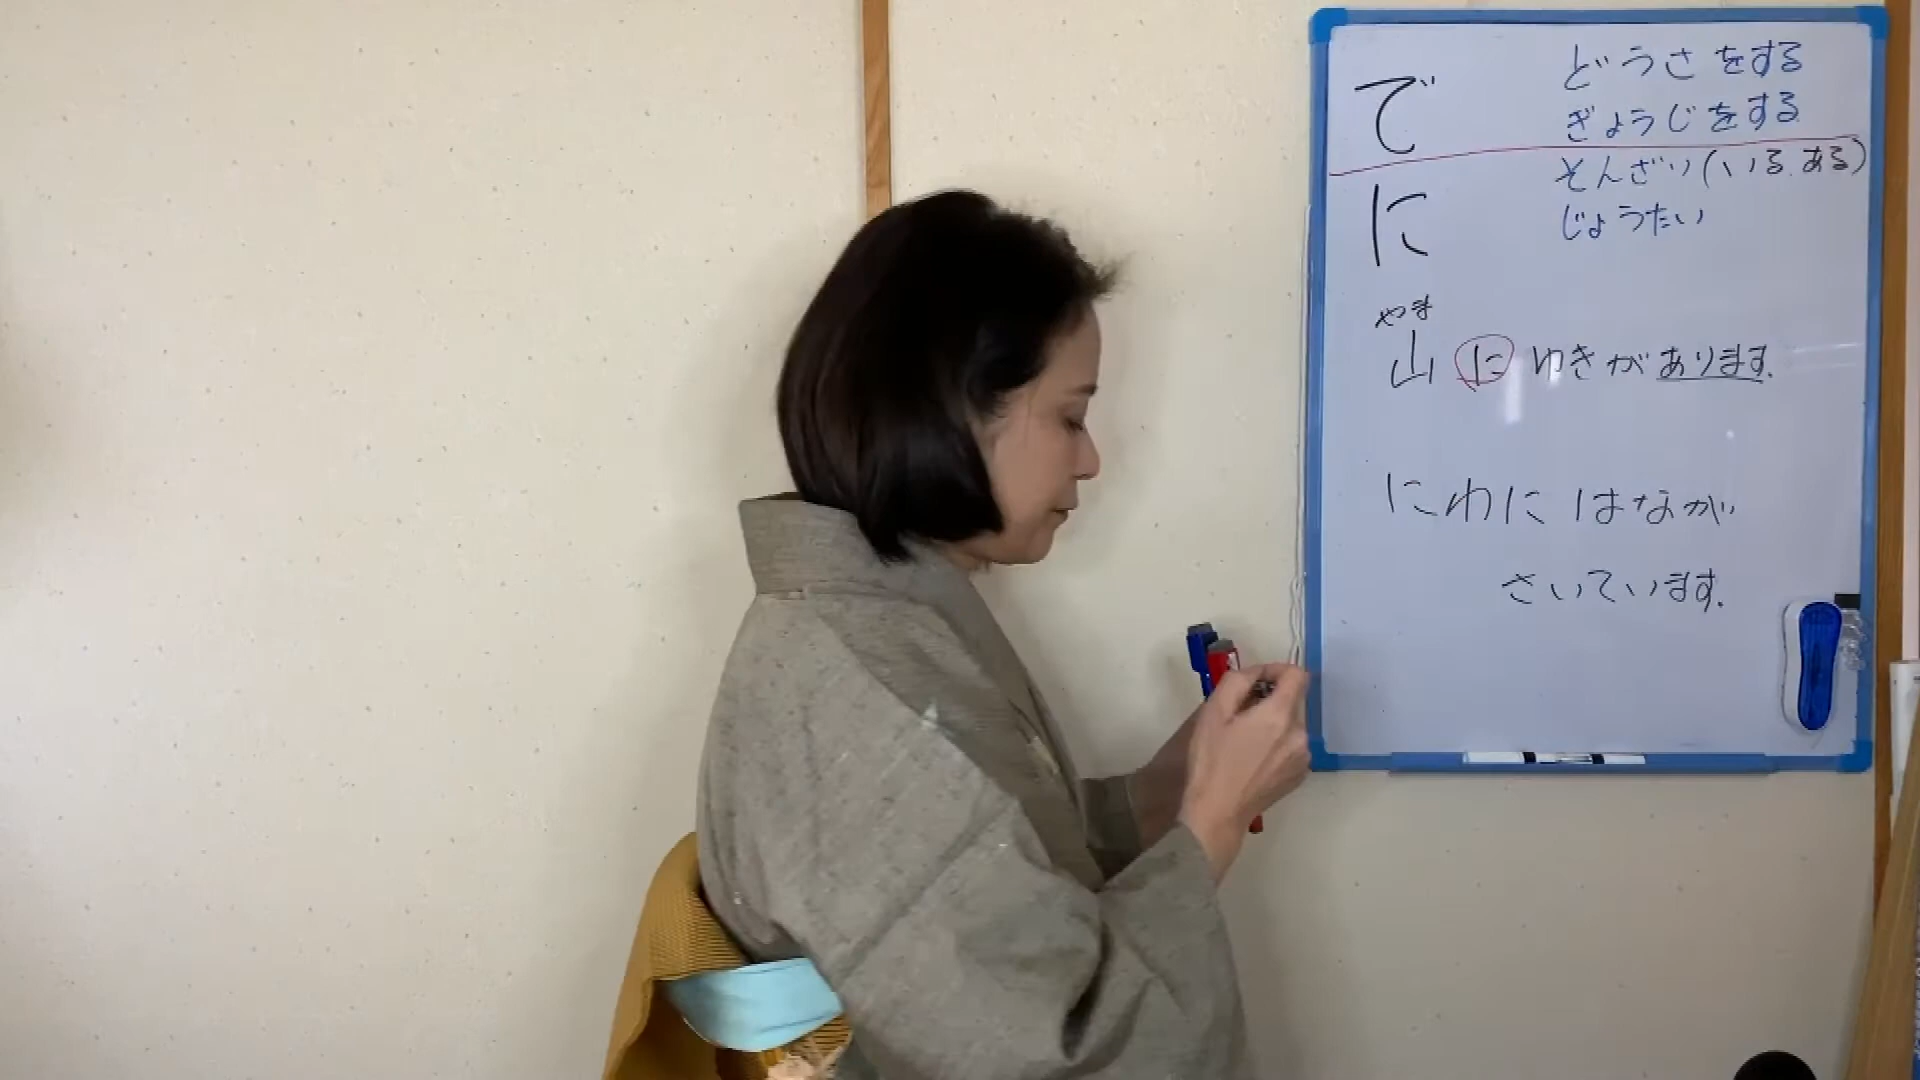 で
どうさをする
ぎょうじをする
に
そんざい(いる.ある)
じょうたい
やま
山にゆきがあります.
にわにはなが
さいています.